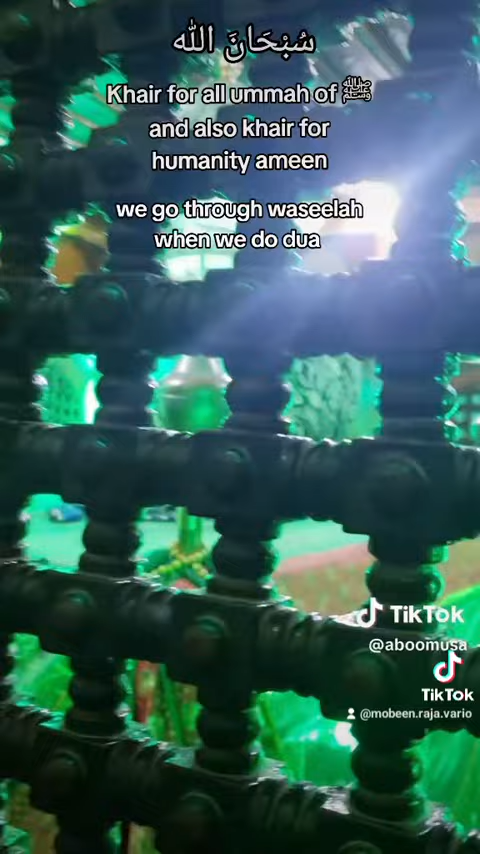 سُبْحَانَ اللّٰه
Khair for all ummah of ﷺ
and also khair for
humanity ameen
we go through waseelah
when we do dua
TikTok
@aboomusa
TikTok
@mobeen.raja.vario